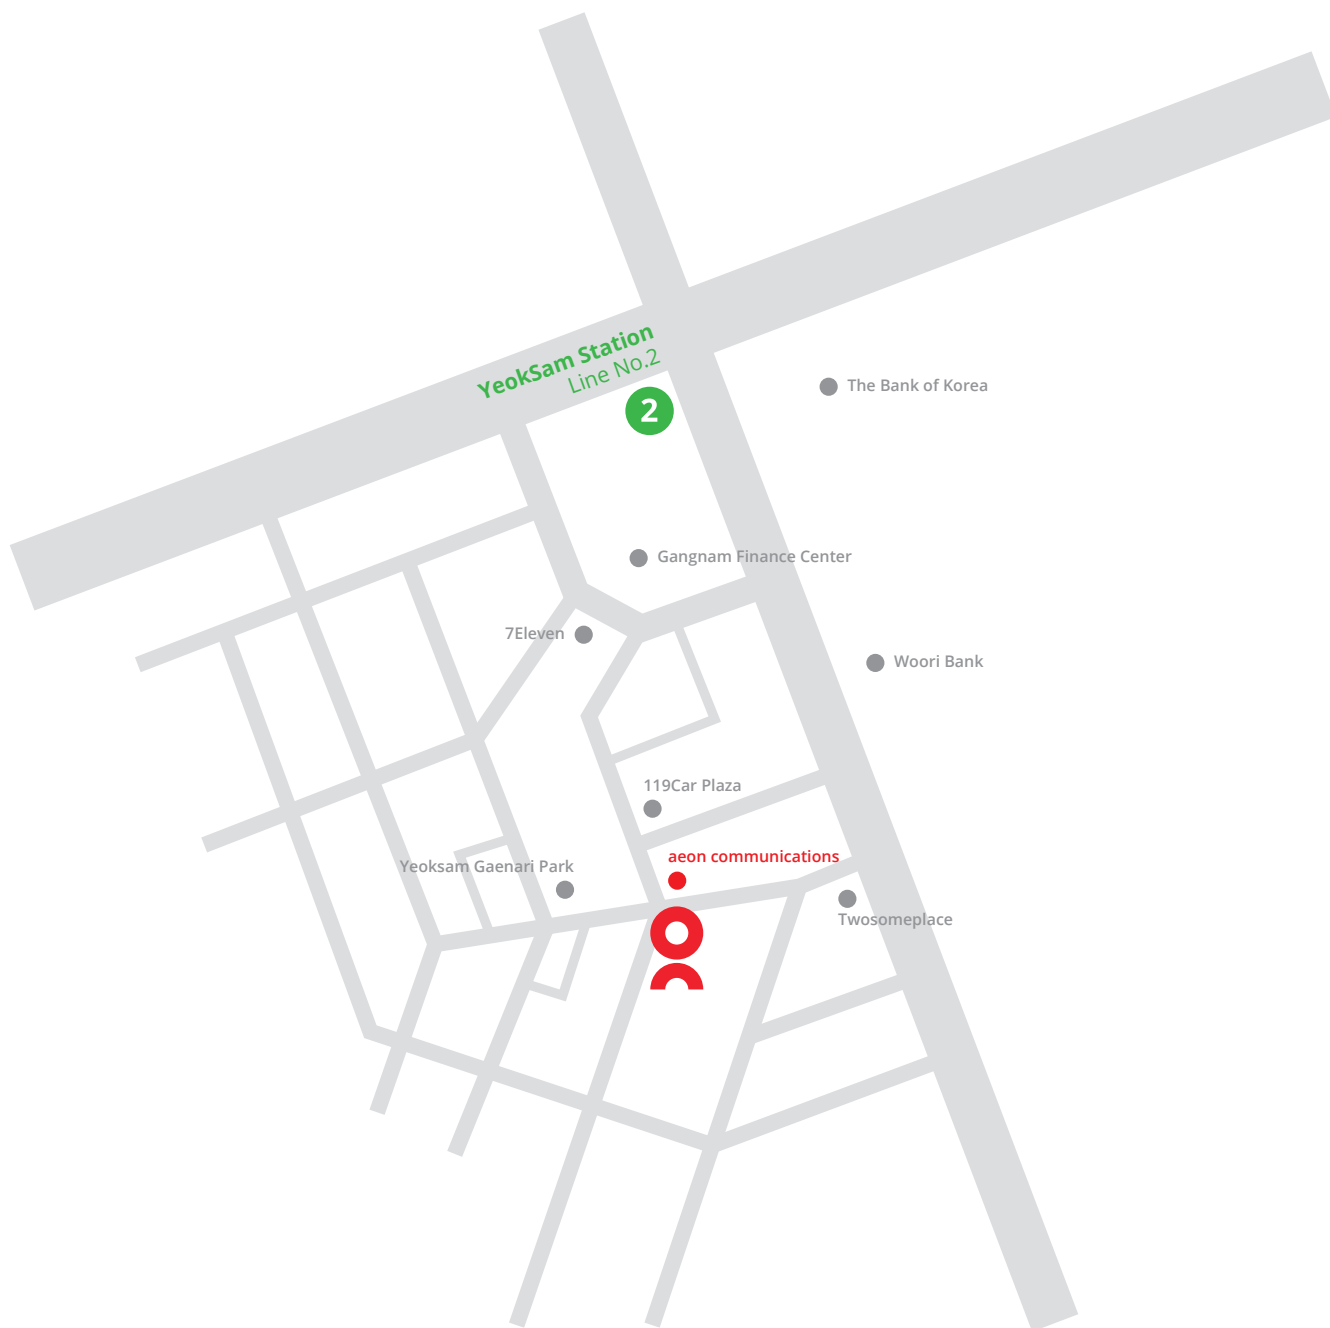 YeokSam Station
Line No.2
2
The Bank of Korea
Gangnam Finance Center
7Eleven
Woori Bank
119Car Plaza
aeon communications
Yeoksam Gaenari Park
Twosomeplace